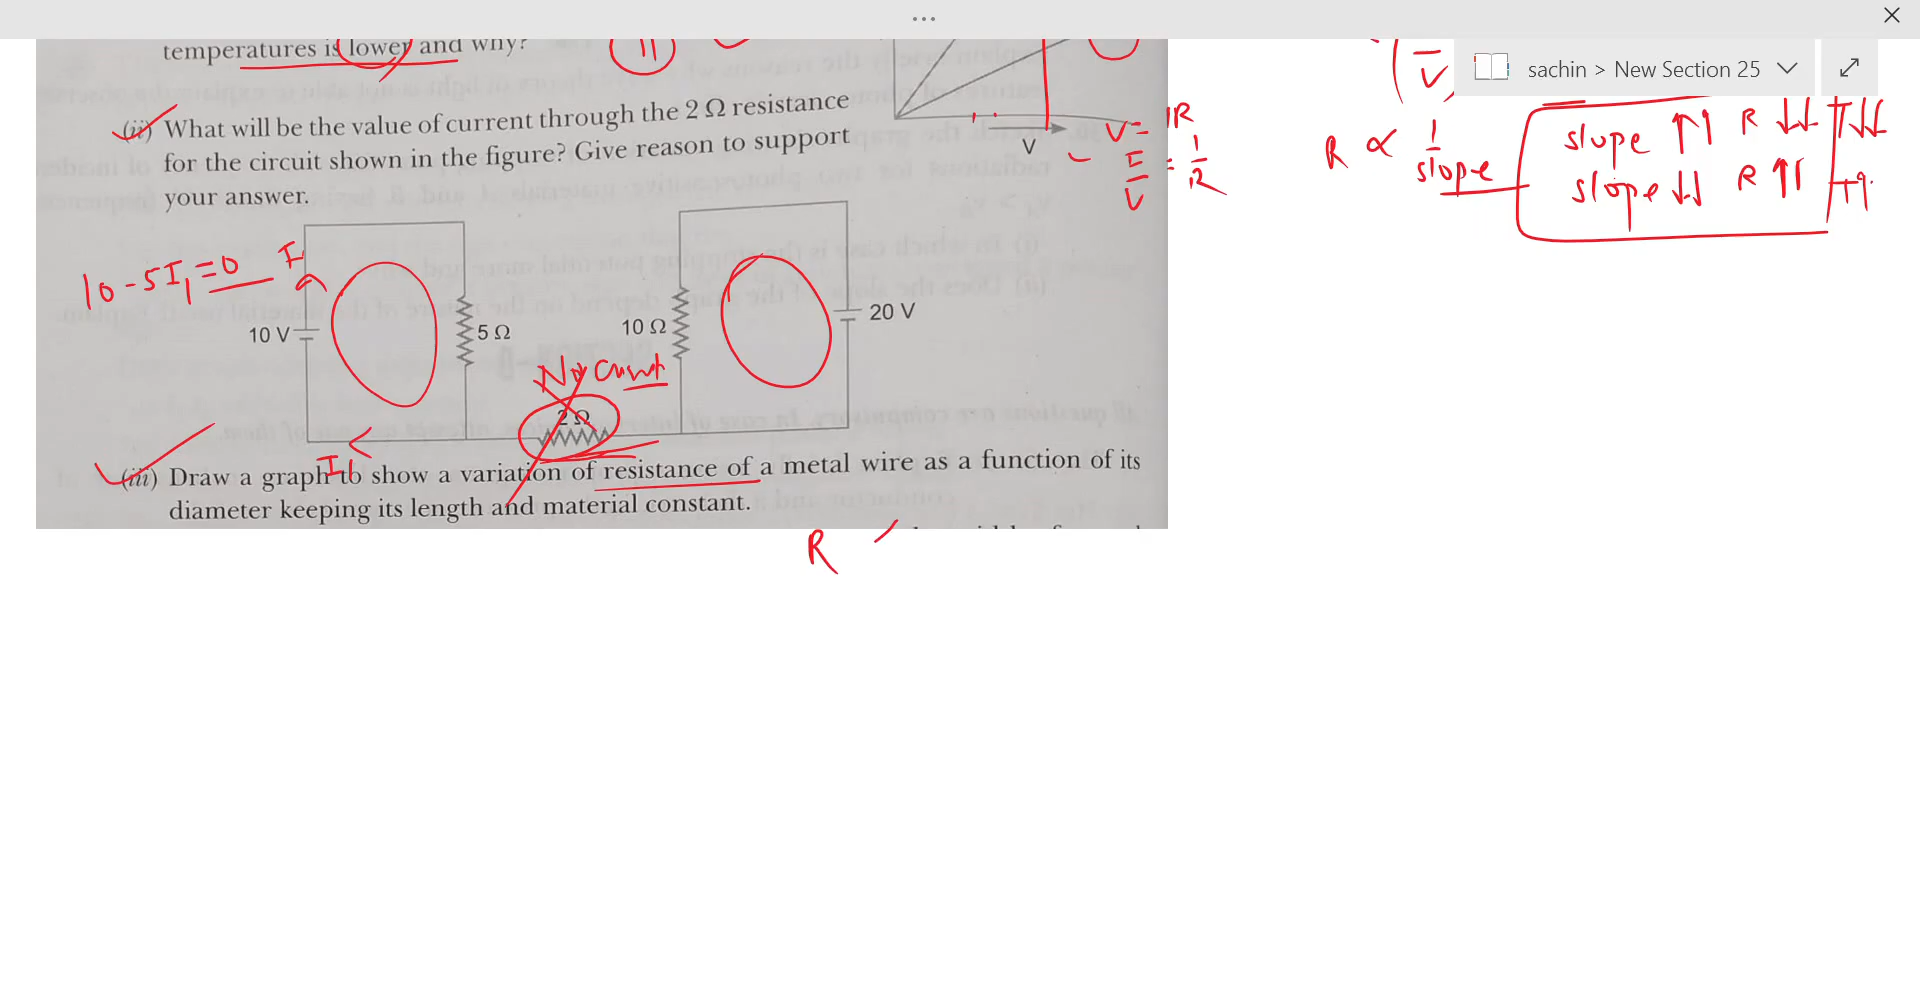 temperatures is lower and why?
II
sachin > New Section 25
V
(ii) What will be the value of current through the 2 Ω resistance
for the circuit shown in the figure? Give reason to support
your answer.
V
V = IR
I/V = 1/R
R ∝ 1/slope
slope ↑↑ R ↓↓ T↓↓
slope ↓↓ R ↑↑ T↑
10 - 5I₁ = 0
10 V
5 Ω
10 Ω
20 V
No Current
2 Ω
I₁
(iii) Draw a graph to show a variation of resistance of a metal wire as a function of its
diameter keeping its length and material constant.
R